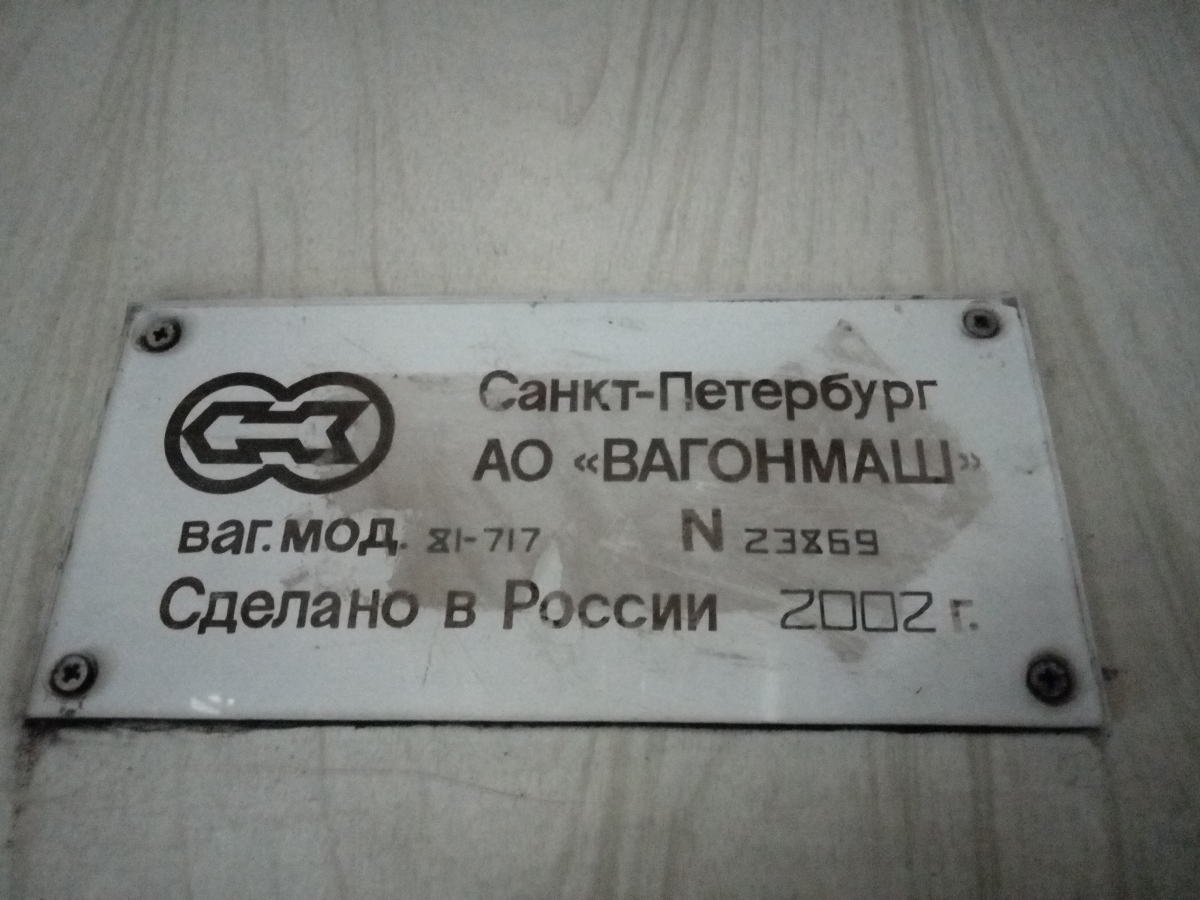 Санкт-Петербург
АО «ВАГОНМАШ»
ваг.мод. 81-717 N 23869
Сделано в России 2002 г.